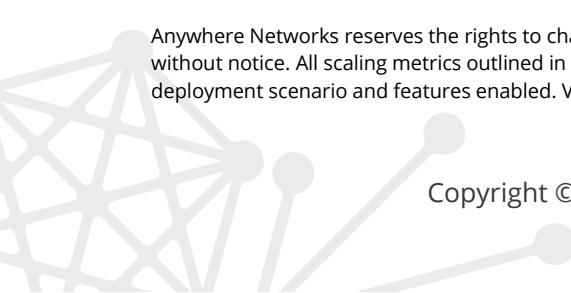 Anywhere Networks reserves the rights to
without notice. All scaling metrics outlined in
deployment scenario and features enabled.
Copyright ©